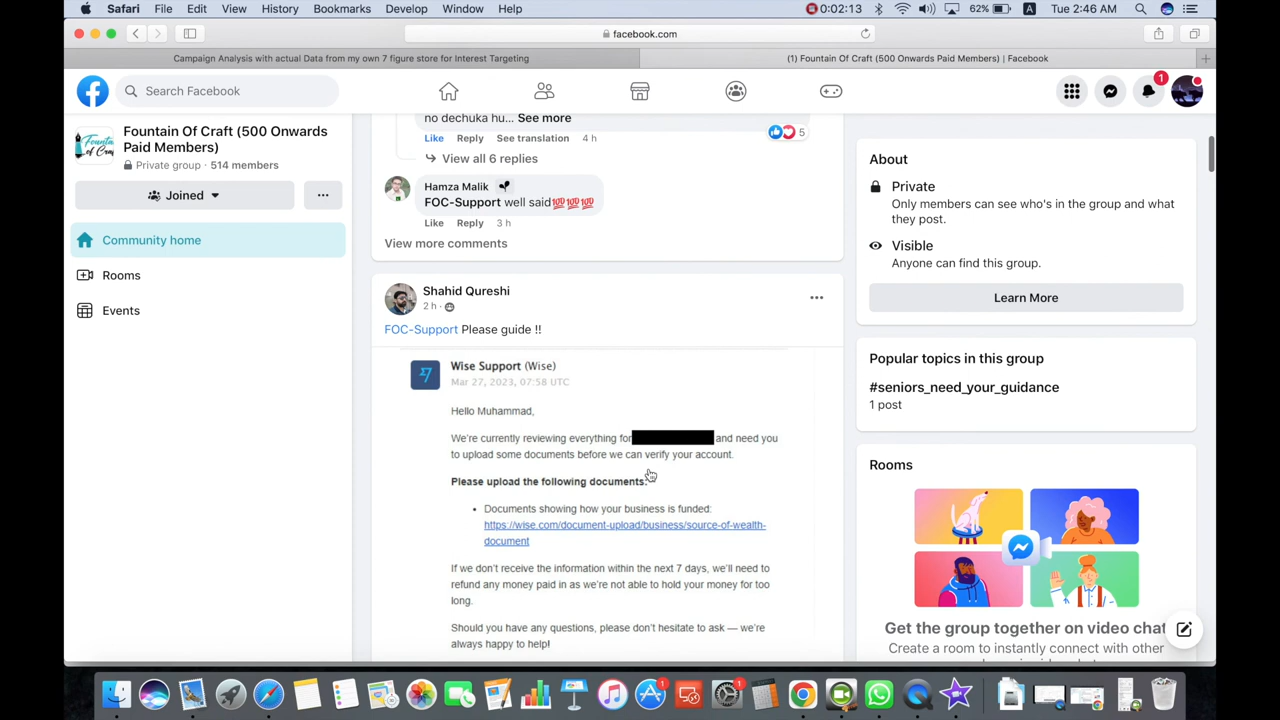 Safari File Edit View History Bookmarks Develop Window Help 0:02:13 62% A Tue 2:46 AM
facebook.com
Campaign Analysis with actual Data from my own 7 figure store for Interest Targeting
(1) Fountain Of Craft (500 Onwards Paid Members) | Facebook
Search Facebook
1
Fountain Of Craft (500 Onwards
Paid Members)
Private group · 514 members
Joined
Community home
Rooms
Events
no dechuka hu... See more
Like Reply See translation 4 h
5
View all 6 replies
Hamza Malik
FOC-Support well said💯💯💯
Like Reply 3 h
View more comments
Shahid Qureshi
2 h ·
FOC-Support Please guide !!
Wise Support (Wise)
Mar 27, 2023, 07:58 UTC
Hello Muhammad,
We're currently reviewing everything for and need you
to upload some documents before we can verify your account.
Please upload the following documents:
• Documents showing how your business is funded:
https://wise.com/document-upload/business/source-of-wealth-
document
If we don't receive the information within the next 7 days, we'll need to
refund any money paid in as we're not able to hold your money for too
long.
Should you have any questions, please don't hesitate to ask — we're
always happy to help!
About
Private
Only members can see who's in the group and what
they post.
Visible
Anyone can find this group.
Learn More
Popular topics in this group
#seniors_need_your_guidance
1 post
Rooms
Get the group together on video chat
Create a room to instantly connect with other
1
1